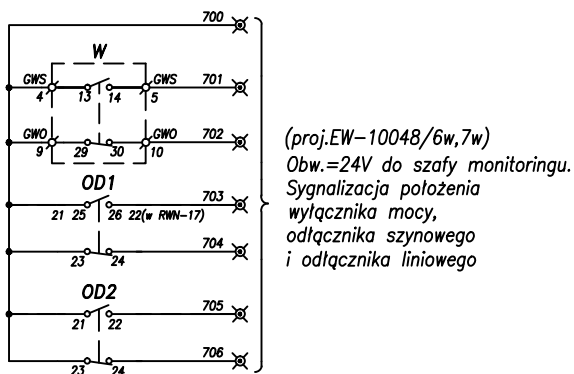 700
W
GWS GWS 701
4 13 14 5
GWO GWO 702
9 29 30 10
OD1
703
21 25 26 22(w RWN-17)
704
23 24
OD2
705
21 22
706
23 24
(proj.EW-10048/6w,7w)
Obw.=24V do szafy monitoringu.
Sygnalizacja położenia
wyłącznika mocy,
odłącznika szynowego
i odłącznika liniowego